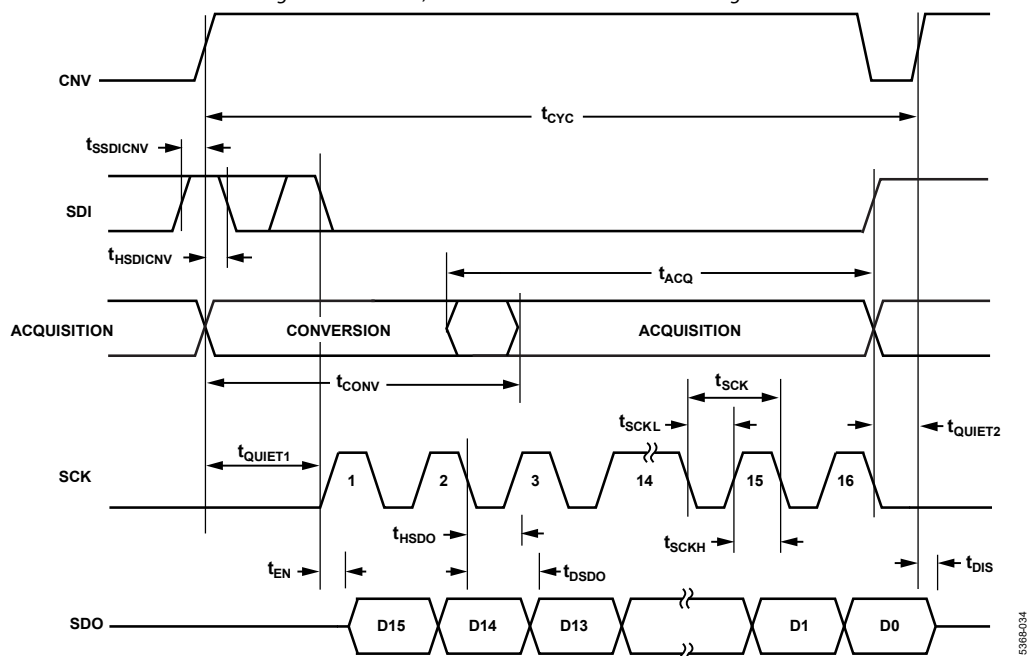 CNV
tCYC
tSSDICNV
SDI
tHSDICNV
tACQ
ACQUISITION
CONVERSION
ACQUISITION
tCONV
tSCK
tSCKL
tQUIET2
tQUIET1
SCK
1
2
3
14
15
16
tHSDO
tSCKH
tEN
tDSDO
tDIS
SDO
D15
D14
D13
D1
D0
5368-034